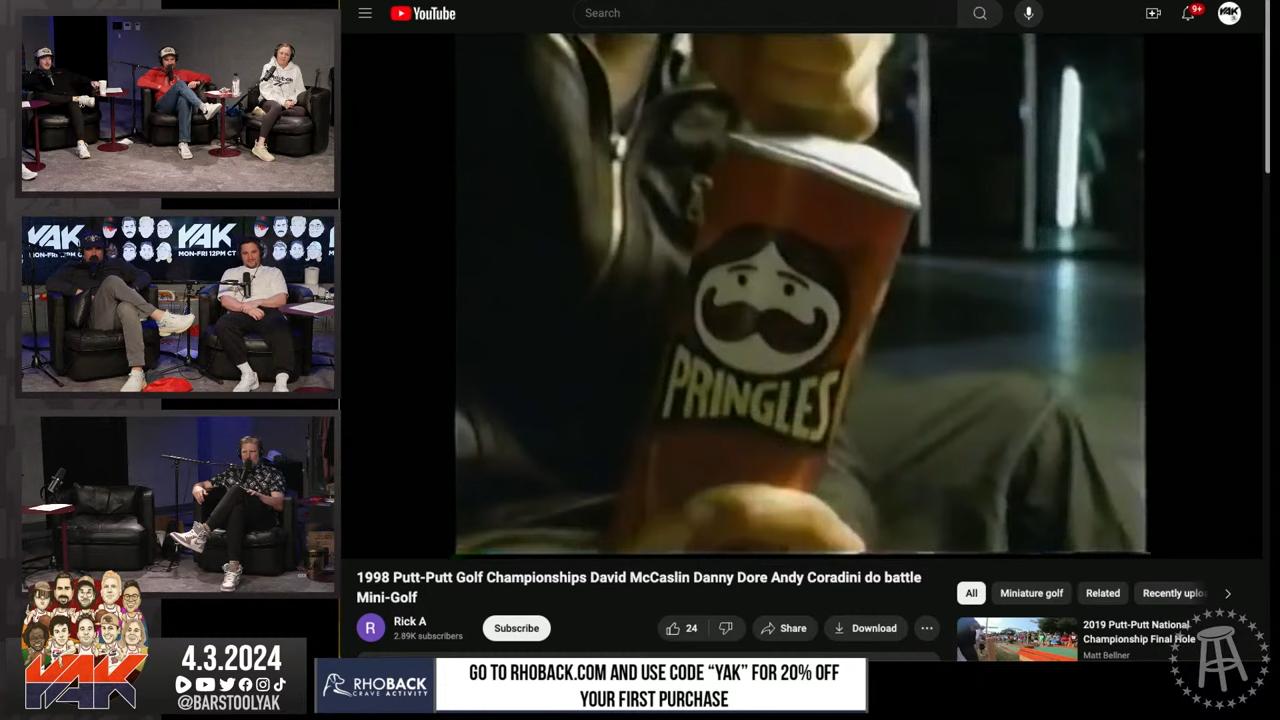 YouTube
Search
9+
YAK
YAK
YAK
MON-FRI 12PM CT
PRINGLES
1998 Putt-Putt Golf Championships David McCaslin Danny Dore Andy Coradini do battle
Mini-Golf
R
Rick A
2.89K subscribers
Subscribe
24
Share
Download
All
Miniature golf
Related
Recently uplo
2019 Putt-Putt National
Championship Final Hole
Matt Bellner
YAK
4.3.2024
@BARSTOOLYAK
RHOBACK
CRAVE ACTIVITY
GO TO RHOBACK.COM AND USE CODE “YAK” FOR 20% OFF
YOUR FIRST PURCHASE